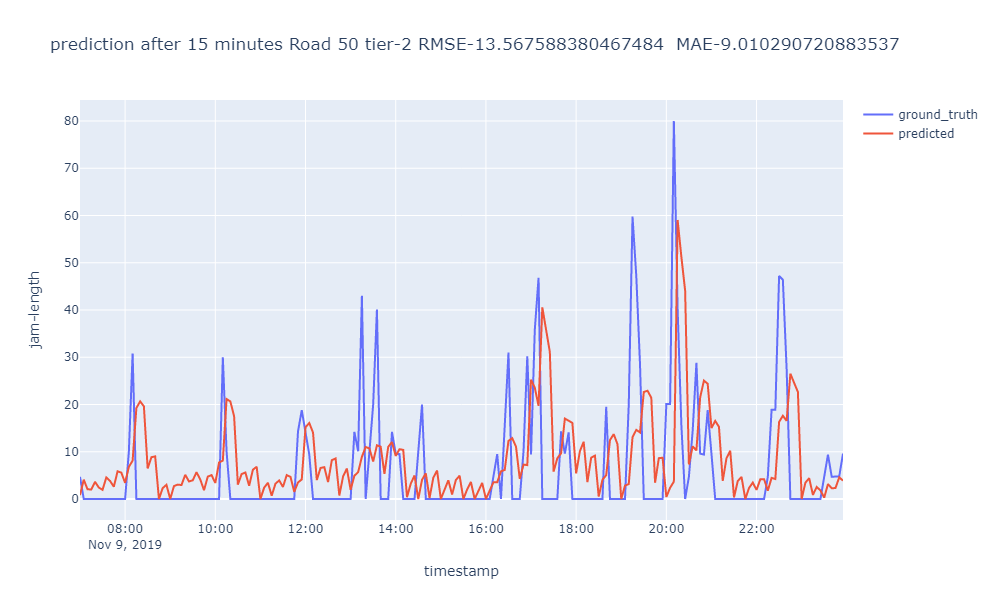 prediction after 15 minutes Road 50 tier-2 RMSE-13.567588380467484  MAE-9.010290720883537
ground_truth
predicted
jam-length
80
70
60
50
40
30
20
10
0
08:00 10:00 12:00 14:00 16:00 18:00 20:00 22:00
Nov 9, 2019
timestamp